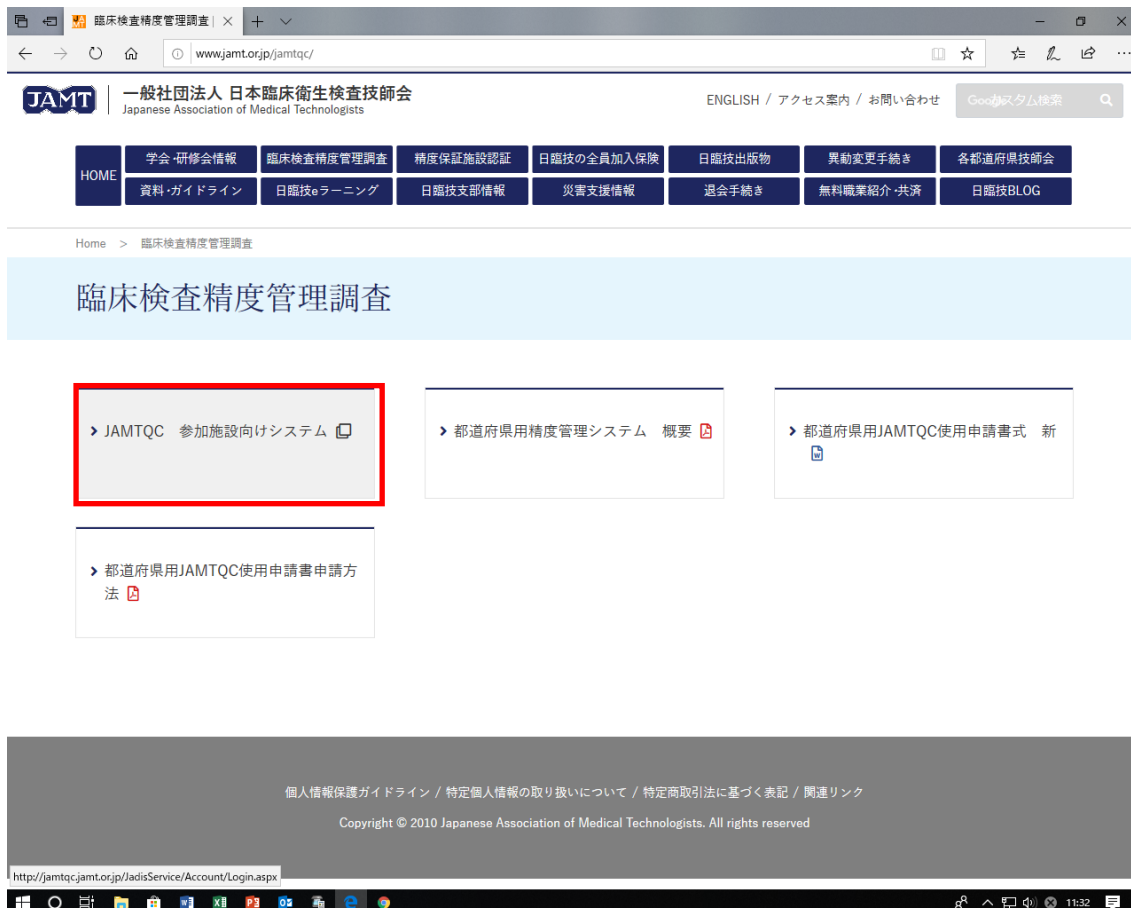 臨床検査精度管理調査 |
www.jamt.or.jp/jamtqc/
JAMT
一般社団法人 日本臨床衛生検査技師会
Japanese Association of Medical Technologists
ENGLISH / アクセス案内 / お問い合わせ
HOME
学会・研修会情報 臨床検査精度管理調査 精度保証施設認証 日臨技の全員加入保険 日臨技出版物 異動変更手続き 各都道府県技師会
資料・ガイドライン 日臨技eラーニング 日臨技支部情報 災害支援情報 退会手続き 無料職業紹介・共済 日臨技BLOG
Home > 臨床検査精度管理調査
臨床検査精度管理調査
JAMTQC 参加施設向けシステム
都道府県用精度管理システム 概要
都道府県用JAMTQC使用申請書式 新
都道府県用JAMTQC使用申請書申請方
法
個人情報保護ガイドライン / 特定個人情報の取り扱いについて / 特定商取引法に基づく表記 / 関連リンク
Copyright © 2010 Japanese Association of Medical Technologists. All rights reserved
http://jamtqc.jamt.or.jp/JadisService/Account/Login.aspx
11:32